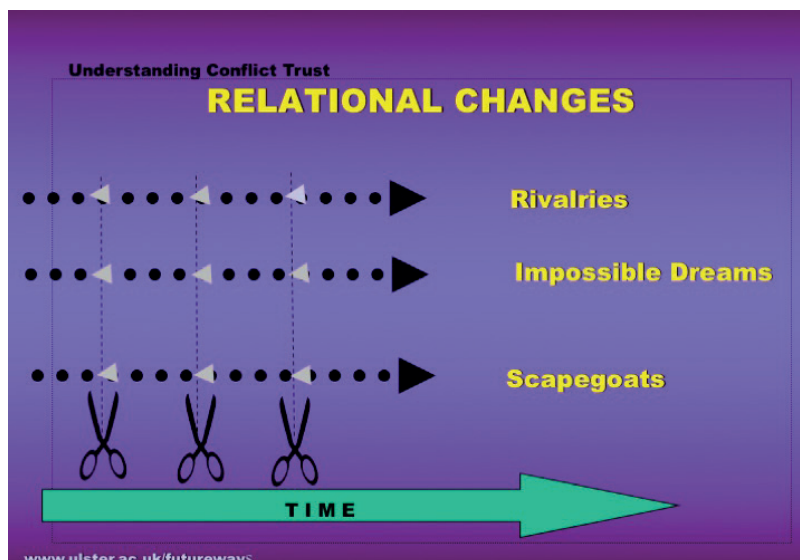 Understanding Conflict Trust
RELATIONAL CHANGES
Rivalries
Impossible Dreams
Scapegoats
TIME
www.ulster.ac.uk/futureways